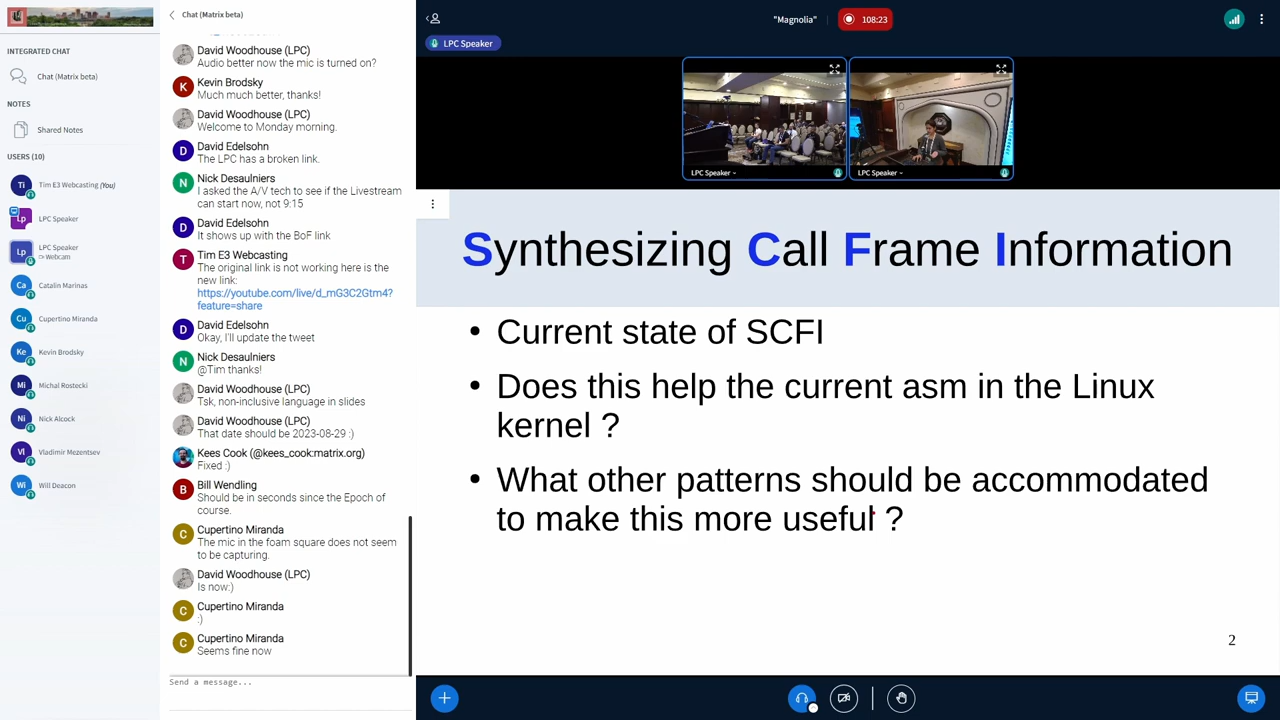 INTEGRATED CHAT
Chat (Matrix beta)
NOTES
Shared Notes
USERS (10)
Ti
Tim E3 Webcasting (You)
Lp
LPC Speaker
Lp
LPC Speaker
Webcam
Ca
Catalin Marinas
Cu
Cupertino Miranda
Ke
Kevin Brodsky
Mi
Michal Rostecki
Ni
Nick Alcock
Vl
Vladimir Mezentsev
Wi
Will Deacon
Chat (Matrix beta)
David Woodhouse (LPC)
Audio better now the mic is turned on?
K
Kevin Brodsky
Much much better, thanks!
David Woodhouse (LPC)
Welcome to Monday morning.
D
David Edelsohn
The LPC has a broken link.
N
Nick Desaulniers
I asked the A/V tech to see if the Livestream
can start now, not 9:15
D
David Edelsohn
It shows up with the BoF link
T
Tim E3 Webcasting
The original link is not working here is the
new link:
https://youtube.com/live/d_mG3C2Gtm4?
feature=share
D
David Edelsohn
Okay, I'll update the tweet
N
Nick Desaulniers
@Tim thanks!
David Woodhouse (LPC)
Tsk, non-inclusive language in slides
David Woodhouse (LPC)
That date should be 2023-08-29 :)
Kees Cook (@kees_cook:matrix.org)
Fixed :)
B
Bill Wendling
Should be in seconds since the Epoch of
course.
C
Cupertino Miranda
The mic in the foam square does not seem
to be capturing.
David Woodhouse (LPC)
Is now:)
C
Cupertino Miranda
:)
C
Cupertino Miranda
Seems fine now
Send a message...
"Magnolia"
108:23
LPC Speaker
LPC Speaker
LPC Speaker
Synthesizing Call Frame Information
• Current state of SCFI
• Does this help the current asm in the Linux
kernel ?
• What other patterns should be accommodated
to make this more useful ?
2